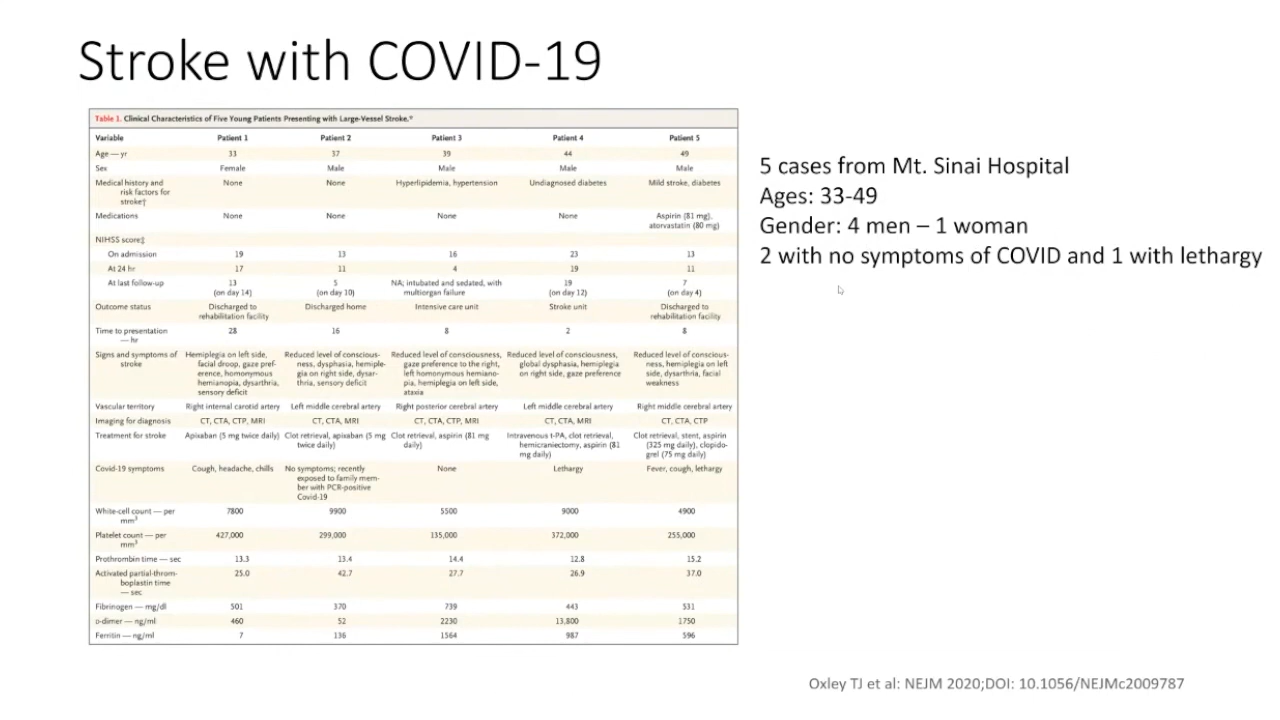 Stroke with COVID-19
Table 1. Clinical Characteristics of Five Young Patients Presenting with Large-Vessel Stroke.*
Variable Patient 1 Patient 2 Patient 3 Patient 4 Patient 5
Age — yr 33 37 39 44 49
Sex Female Male Male Male Male
Medical history and risk factors for stroke† None None Hyperlipidemia, hypertension Undiagnosed diabetes Mild stroke, diabetes
Medications None None None None Aspirin (81 mg), atorvastatin (80 mg)
NIHSS score‡
On admission 19 13 16 23 13
At 24 hr 17 11 4 19 11
At last follow-up 13 (on day 14) 5 (on day 10) NA; intubated and sedated, with multiorgan failure 19 (on day 12) 7 (on day 4)
Outcome status Discharged to rehabilitation facility Discharged home Intensive care unit Stroke unit Discharged to rehabilitation facility
Time to presentation — hr 28 16 8 2 8
Signs and symptoms of stroke Hemiplegia on left side, facial droop, gaze preference, homonymous hemianopia, dysarthria, sensory deficit Reduced level of consciousness, dysphasia, hemiplegia on right side, dysarthria, sensory deficit Reduced level of consciousness, gaze preference to the right, left homonymous hemianopia, hemiplegia on left side, ataxia Reduced level of consciousness, global dysphasia, hemiplegia on right side, gaze preference Reduced level of consciousness, hemiplegia on left side, dysarthria, facial weakness
Vascular territory Right internal carotid artery Left middle cerebral artery Right posterior cerebral artery Left middle cerebral artery Right middle cerebral artery
Imaging for diagnosis CT, CTA, CTP, MRI CT, CTA, MRI CT, CTA, CTP, MRI CT, CTA, MRI CT, CTA, CTP
Treatment for stroke Apixaban (5 mg twice daily) Clot retrieval, apixaban (5 mg twice daily) Clot retrieval, aspirin (81 mg daily) Intravenous t-PA, clot retrieval, hemicraniectomy, aspirin (81 mg daily) Clot retrieval, stent, aspirin (325 mg daily), clopidogrel (75 mg daily)
Covid-19 symptoms Cough, headache, chills No symptoms; recently exposed to family member with PCR-positive Covid-19 None Lethargy Fever, cough, lethargy
White-cell count — per mm³ 7800 9900 5500 9000 4900
Platelet count — per mm³ 427,000 299,000 135,000 372,000 255,000
Prothrombin time — sec 13.3 13.4 14.4 12.8 15.2
Activated partial-thromboplastin time — sec 25.0 42.7 27.7 26.9 37.0
Fibrinogen — mg/dl 501 370 739 443 531
D-dimer — ng/ml 460 52 2230 13,800 1750
Ferritin — ng/ml 7 136 1564 987 596
5 cases from Mt. Sinai Hospital
Ages: 33-49
Gender: 4 men – 1 woman
2 with no symptoms of COVID and 1 with lethargy
Oxley TJ et al: NEJM 2020;DOI: 10.1056/NEJMc2009787